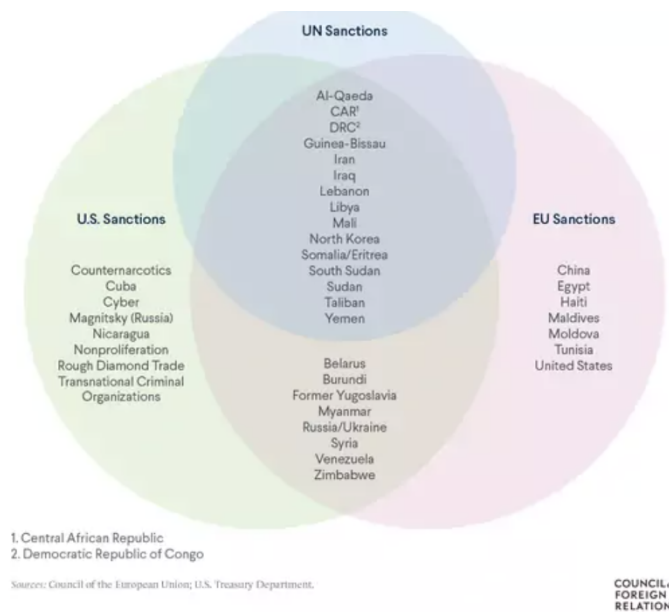 UN Sanctions
Al-Qaeda
CAR¹
DRC²
Guinea-Bissau
Iran
Iraq
Lebanon
Libya
Mali
North Korea
Somalia/Eritrea
South Sudan
Sudan
Taliban
Yemen
U.S. Sanctions
Counternarcotics
Cuba
Cyber
Magnitsky (Russia)
Nicaragua
Nonproliferation
Rough Diamond Trade
Transnational Criminal
Organizations
EU Sanctions
China
Egypt
Haiti
Maldives
Moldova
Tunisia
United States
Belarus
Burundi
Former Yugoslavia
Myanmar
Russia/Ukraine
Syria
Venezuela
Zimbabwe
1. Central African Republic
2. Democratic Republic of Congo
Sources: Council of the European Union; U.S. Treasury Department.
COUNCIL
FOREIGN
RELATION